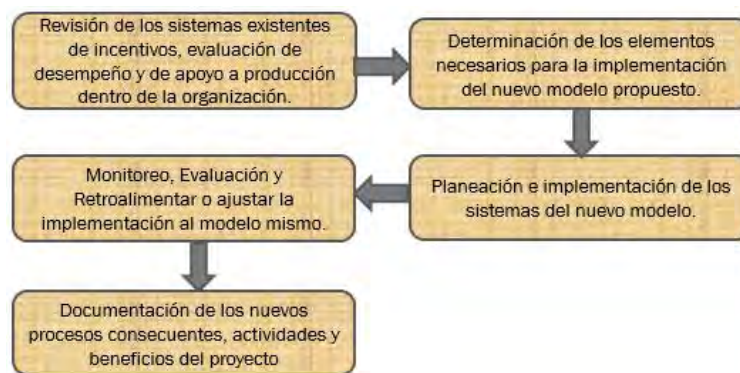 Revisión de los sistemas existentes
de incentivos, evaluación de
desempeño y de apoyo a producción
dentro de la organización.
Determinación de los elementos
necesarios para la implementación
del nuevo modelo propuesto.
Planeación e implementación de los
sistemas del nuevo modelo.
Monitoreo, Evaluación y
Retroalimentar o ajustar la
implementación al modelo mismo.
Documentación de los nuevos
procesos consecuentes, actividades y
beneficios del proyecto